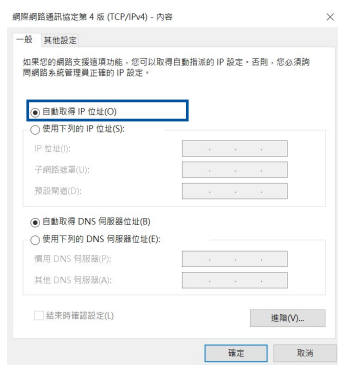 網際網路通訊協定第 4 版 (TCP/IPv4) - 內容
一般 其他設定
如果您的網路支援這項功能，您可以取得自動指派的 IP 設定。否則，您必須詢
問網路系統管理員正確的 IP 設定。
自動取得 IP 位址(O)
使用下列的 IP 位址(S):
IP 位址(I):
子網路遮罩(U):
預設閘道(D):
自動取得 DNS 伺服器位址(B)
使用下列的 DNS 伺服器位址(E):
慣用 DNS 伺服器(P):
其他 DNS 伺服器(A):
結束時確認設定(L)
進階(V)...
確定 取消